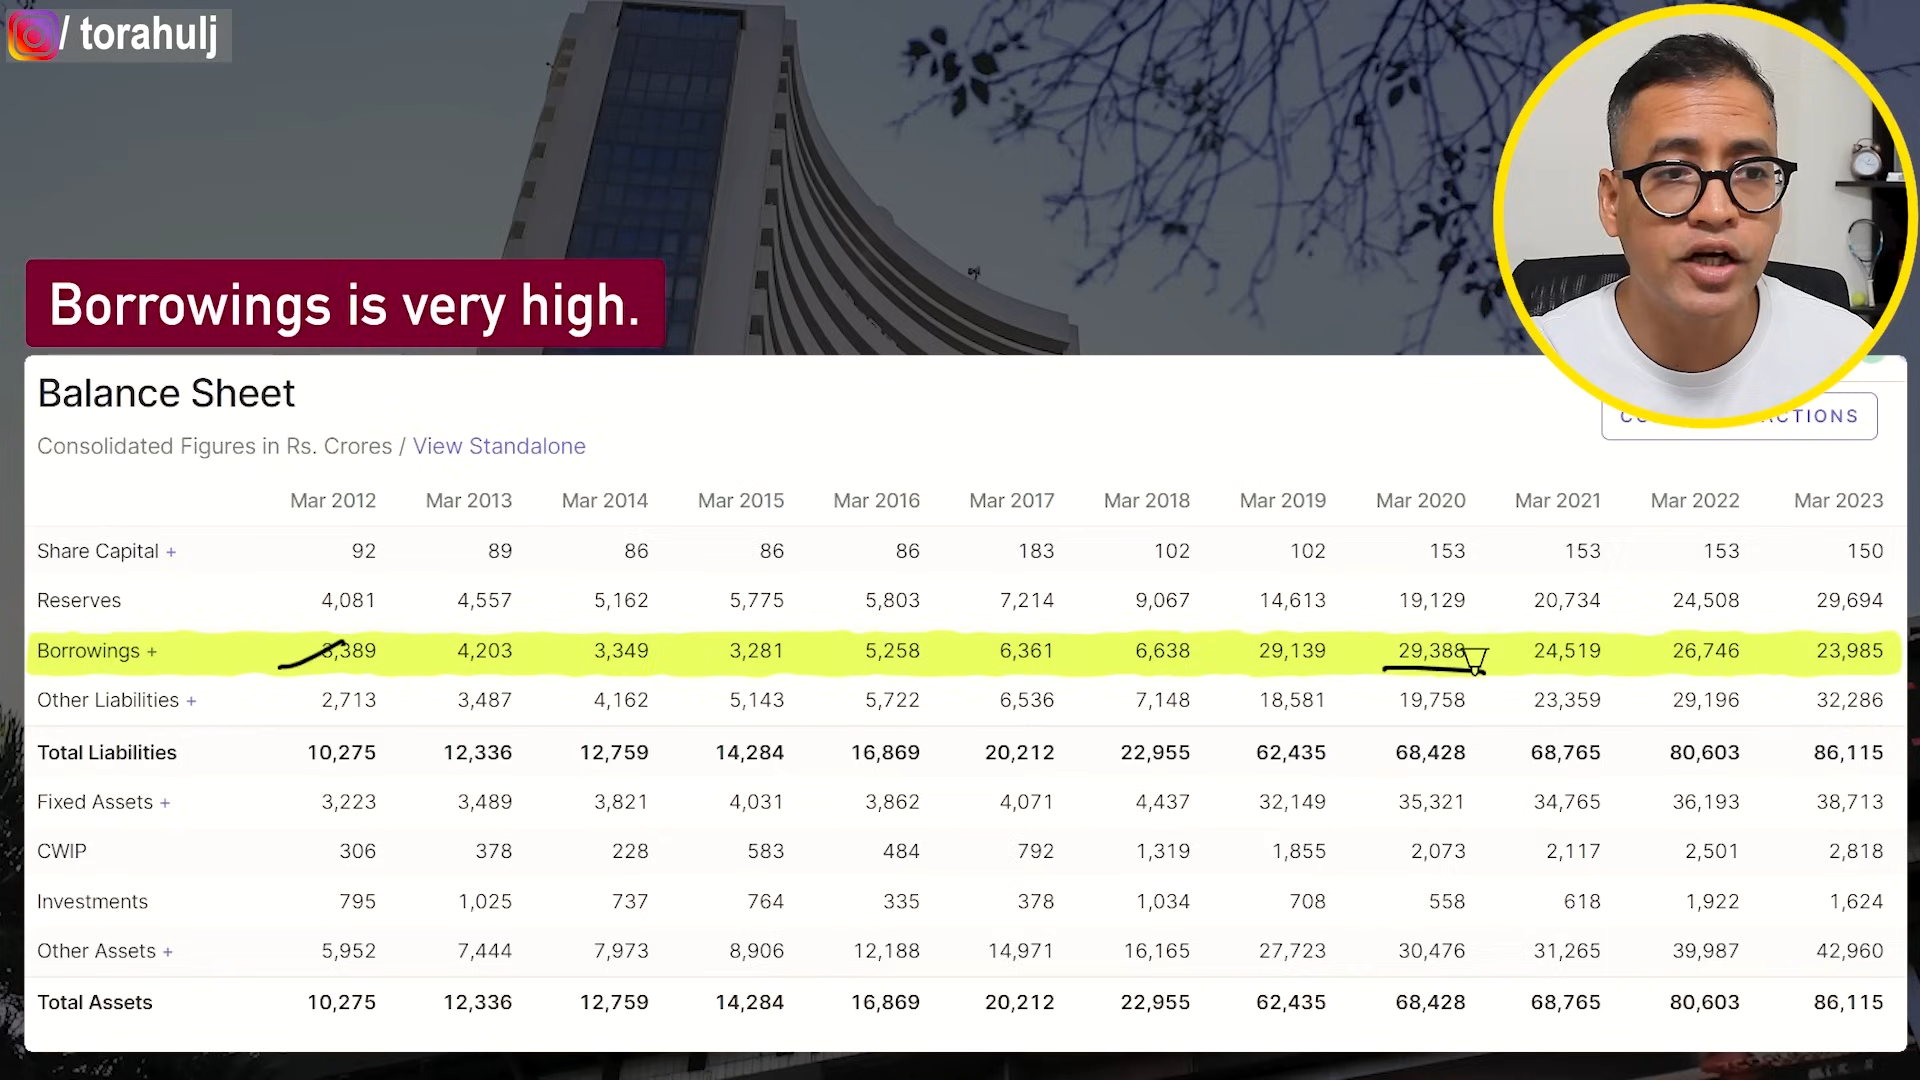 / torahulj
Borrowings is very high.
Balance Sheet
Consolidated Figures in Rs. Crores / View Standalone
Mar 2012 Mar 2013 Mar 2014 Mar 2015 Mar 2016 Mar 2017 Mar 2018 Mar 2019 Mar 2020 Mar 2021 Mar 2022 Mar 2023
Share Capital + 92 89 86 86 86 183 102 102 153 153 153 150
Reserves 4,081 4,557 5,162 5,775 5,803 7,214 9,067 14,613 19,129 20,734 24,508 29,694
Borrowings + 3,389 4,203 3,349 3,281 5,258 6,361 6,638 29,139 29,388 24,519 26,746 23,985
Other Liabilities + 2,713 3,487 4,162 5,143 5,722 6,536 7,148 18,581 19,758 23,359 29,196 32,286
Total Liabilities 10,275 12,336 12,759 14,284 16,869 20,212 22,955 62,435 68,428 68,765 80,603 86,115
Fixed Assets + 3,223 3,489 3,821 4,031 3,862 4,071 4,437 32,149 35,321 34,765 36,193 38,713
CWIP 306 378 228 583 484 792 1,319 1,855 2,073 2,117 2,501 2,818
Investments 795 1,025 737 764 335 378 1,034 708 558 618 1,922 1,624
Other Assets + 5,952 7,444 7,973 8,906 12,188 14,971 16,165 27,723 30,476 31,265 39,987 42,960
Total Assets 10,275 12,336 12,759 14,284 16,869 20,212 22,955 62,435 68,428 68,765 80,603 86,115